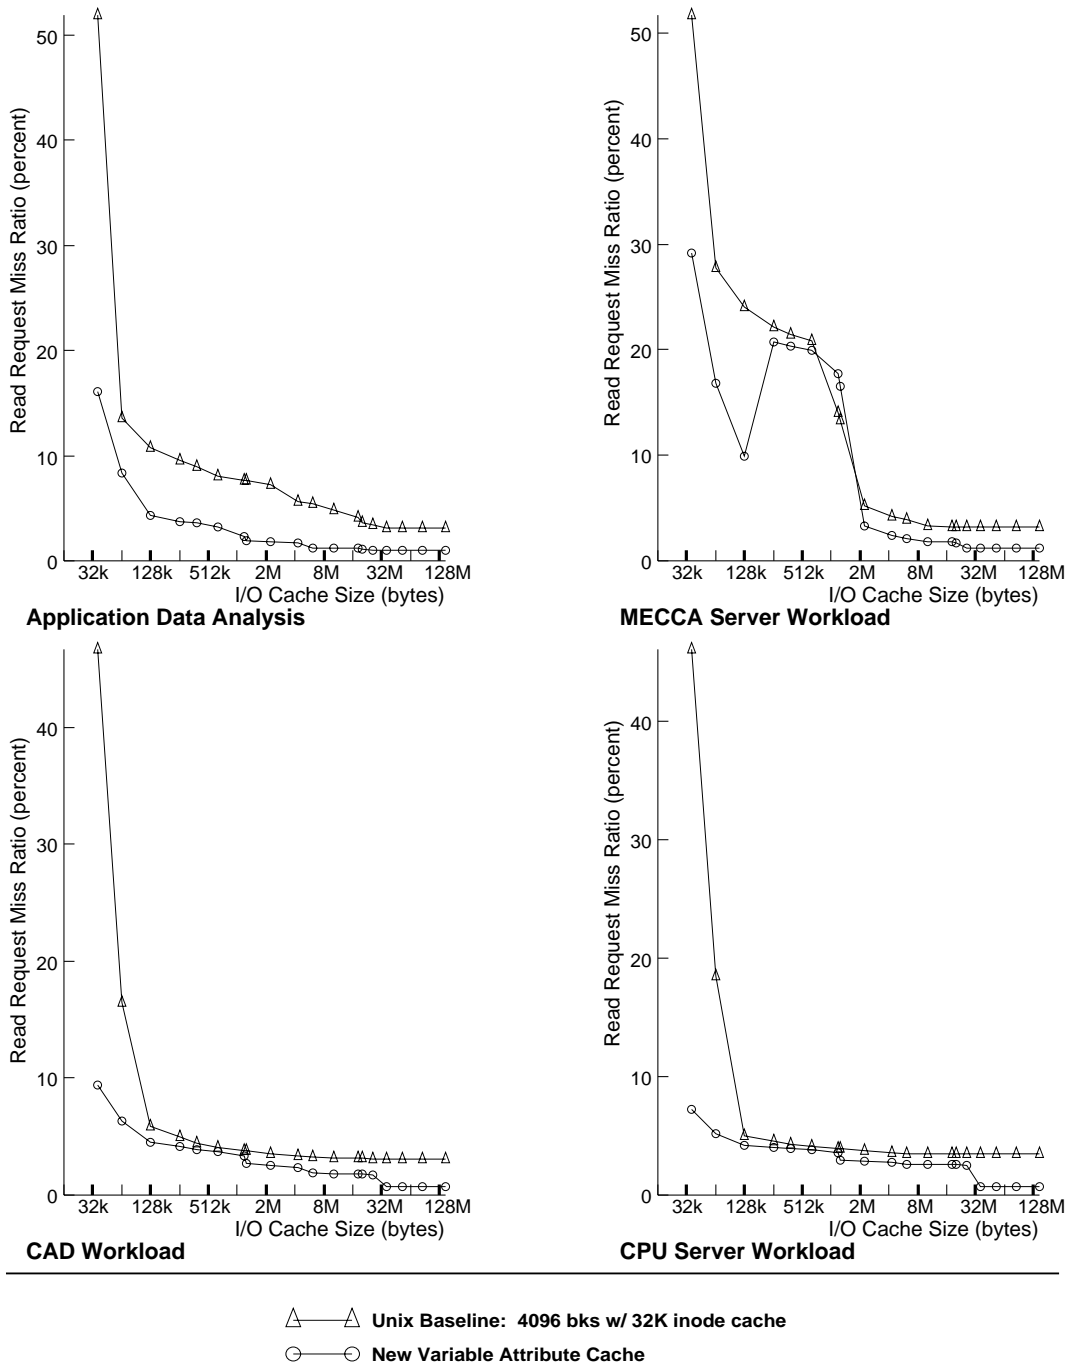 50
40
30
20
10
0
Read Request Miss Ratio (percent)
32k 128k 512k 2M 8M 32M 128M
I/O Cache Size (bytes)
Application Data Analysis
50
40
30
20
10
0
Read Request Miss Ratio (percent)
32k 128k 512k 2M 8M 32M 128M
I/O Cache Size (bytes)
MECCA Server Workload
40
30
20
10
0
Read Request Miss Ratio (percent)
32k 128k 512k 2M 8M 32M 128M
I/O Cache Size (bytes)
CAD Workload
40
30
20
10
0
Read Request Miss Ratio (percent)
32k 128k 512k 2M 8M 32M 128M
I/O Cache Size (bytes)
CPU Server Workload
Unix Baseline: 4096 bks w/ 32K inode cache
New Variable Attribute Cache